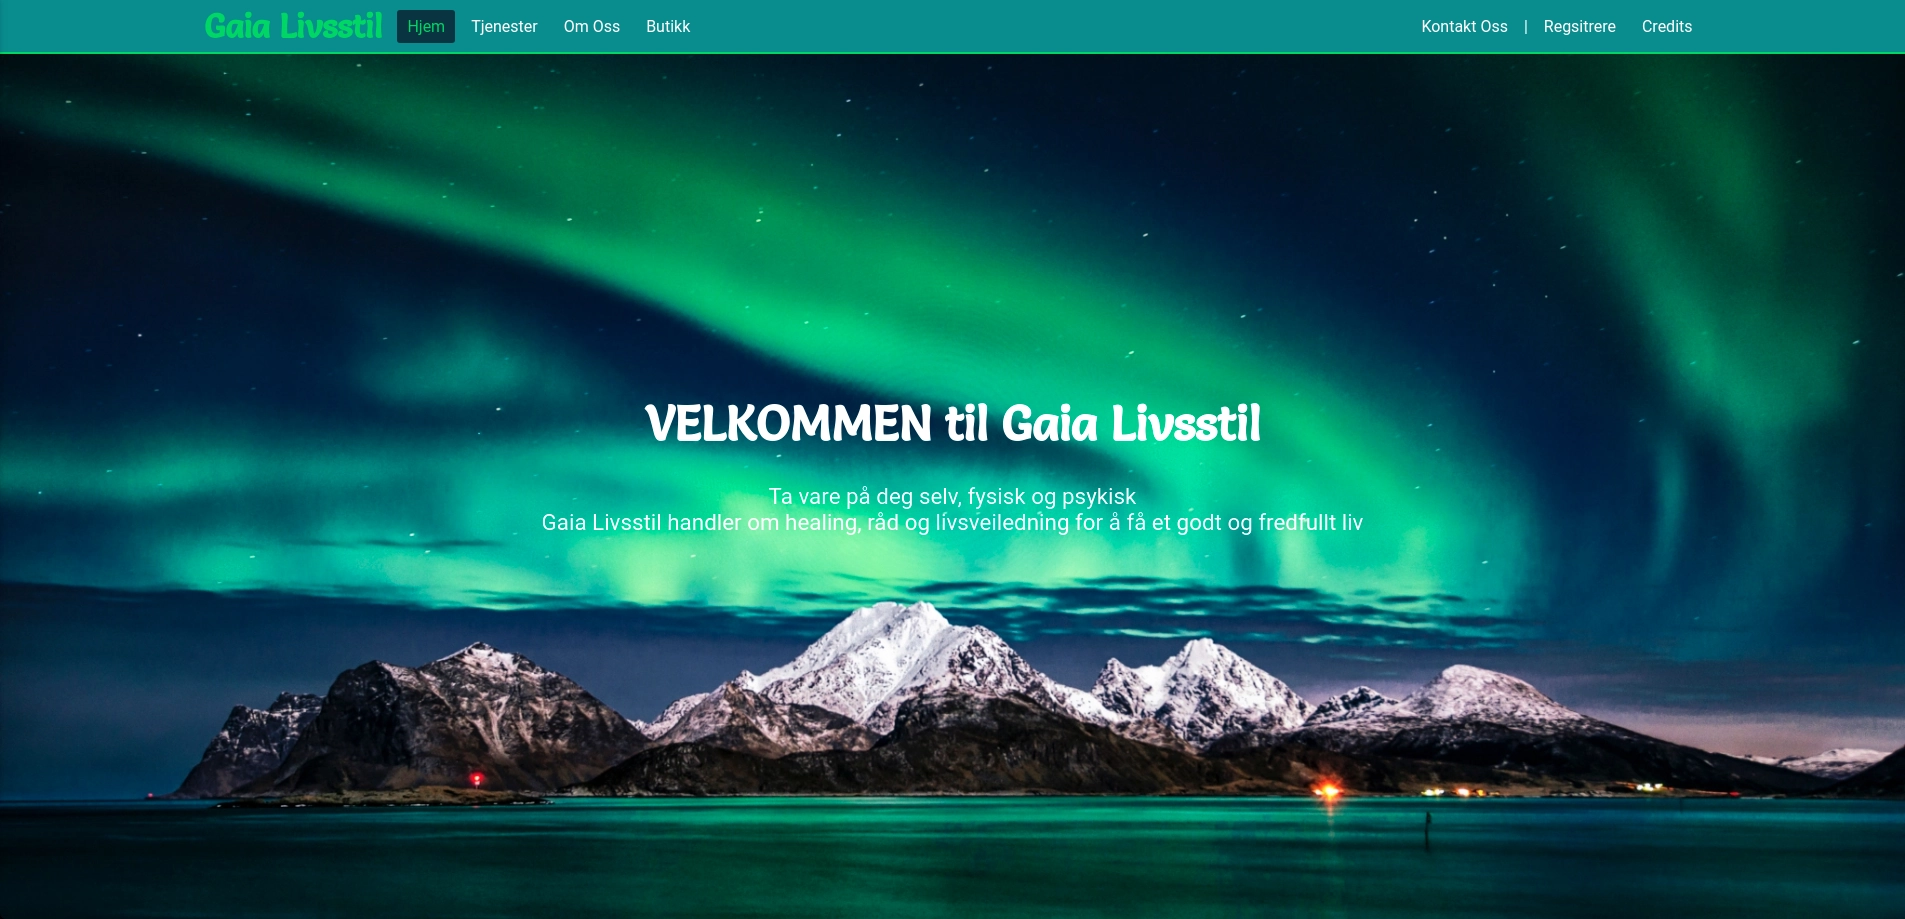 Gaia Livsstil Hjem Tjenester Om Oss Butikk Kontakt Oss | Regsitrere Credits
VELKOMMEN til Gaia Livsstil
Ta vare på deg selv, fysisk og psykisk
Gaia Livsstil handler om healing, råd og livsveiledning for å få et godt og fredfullt liv